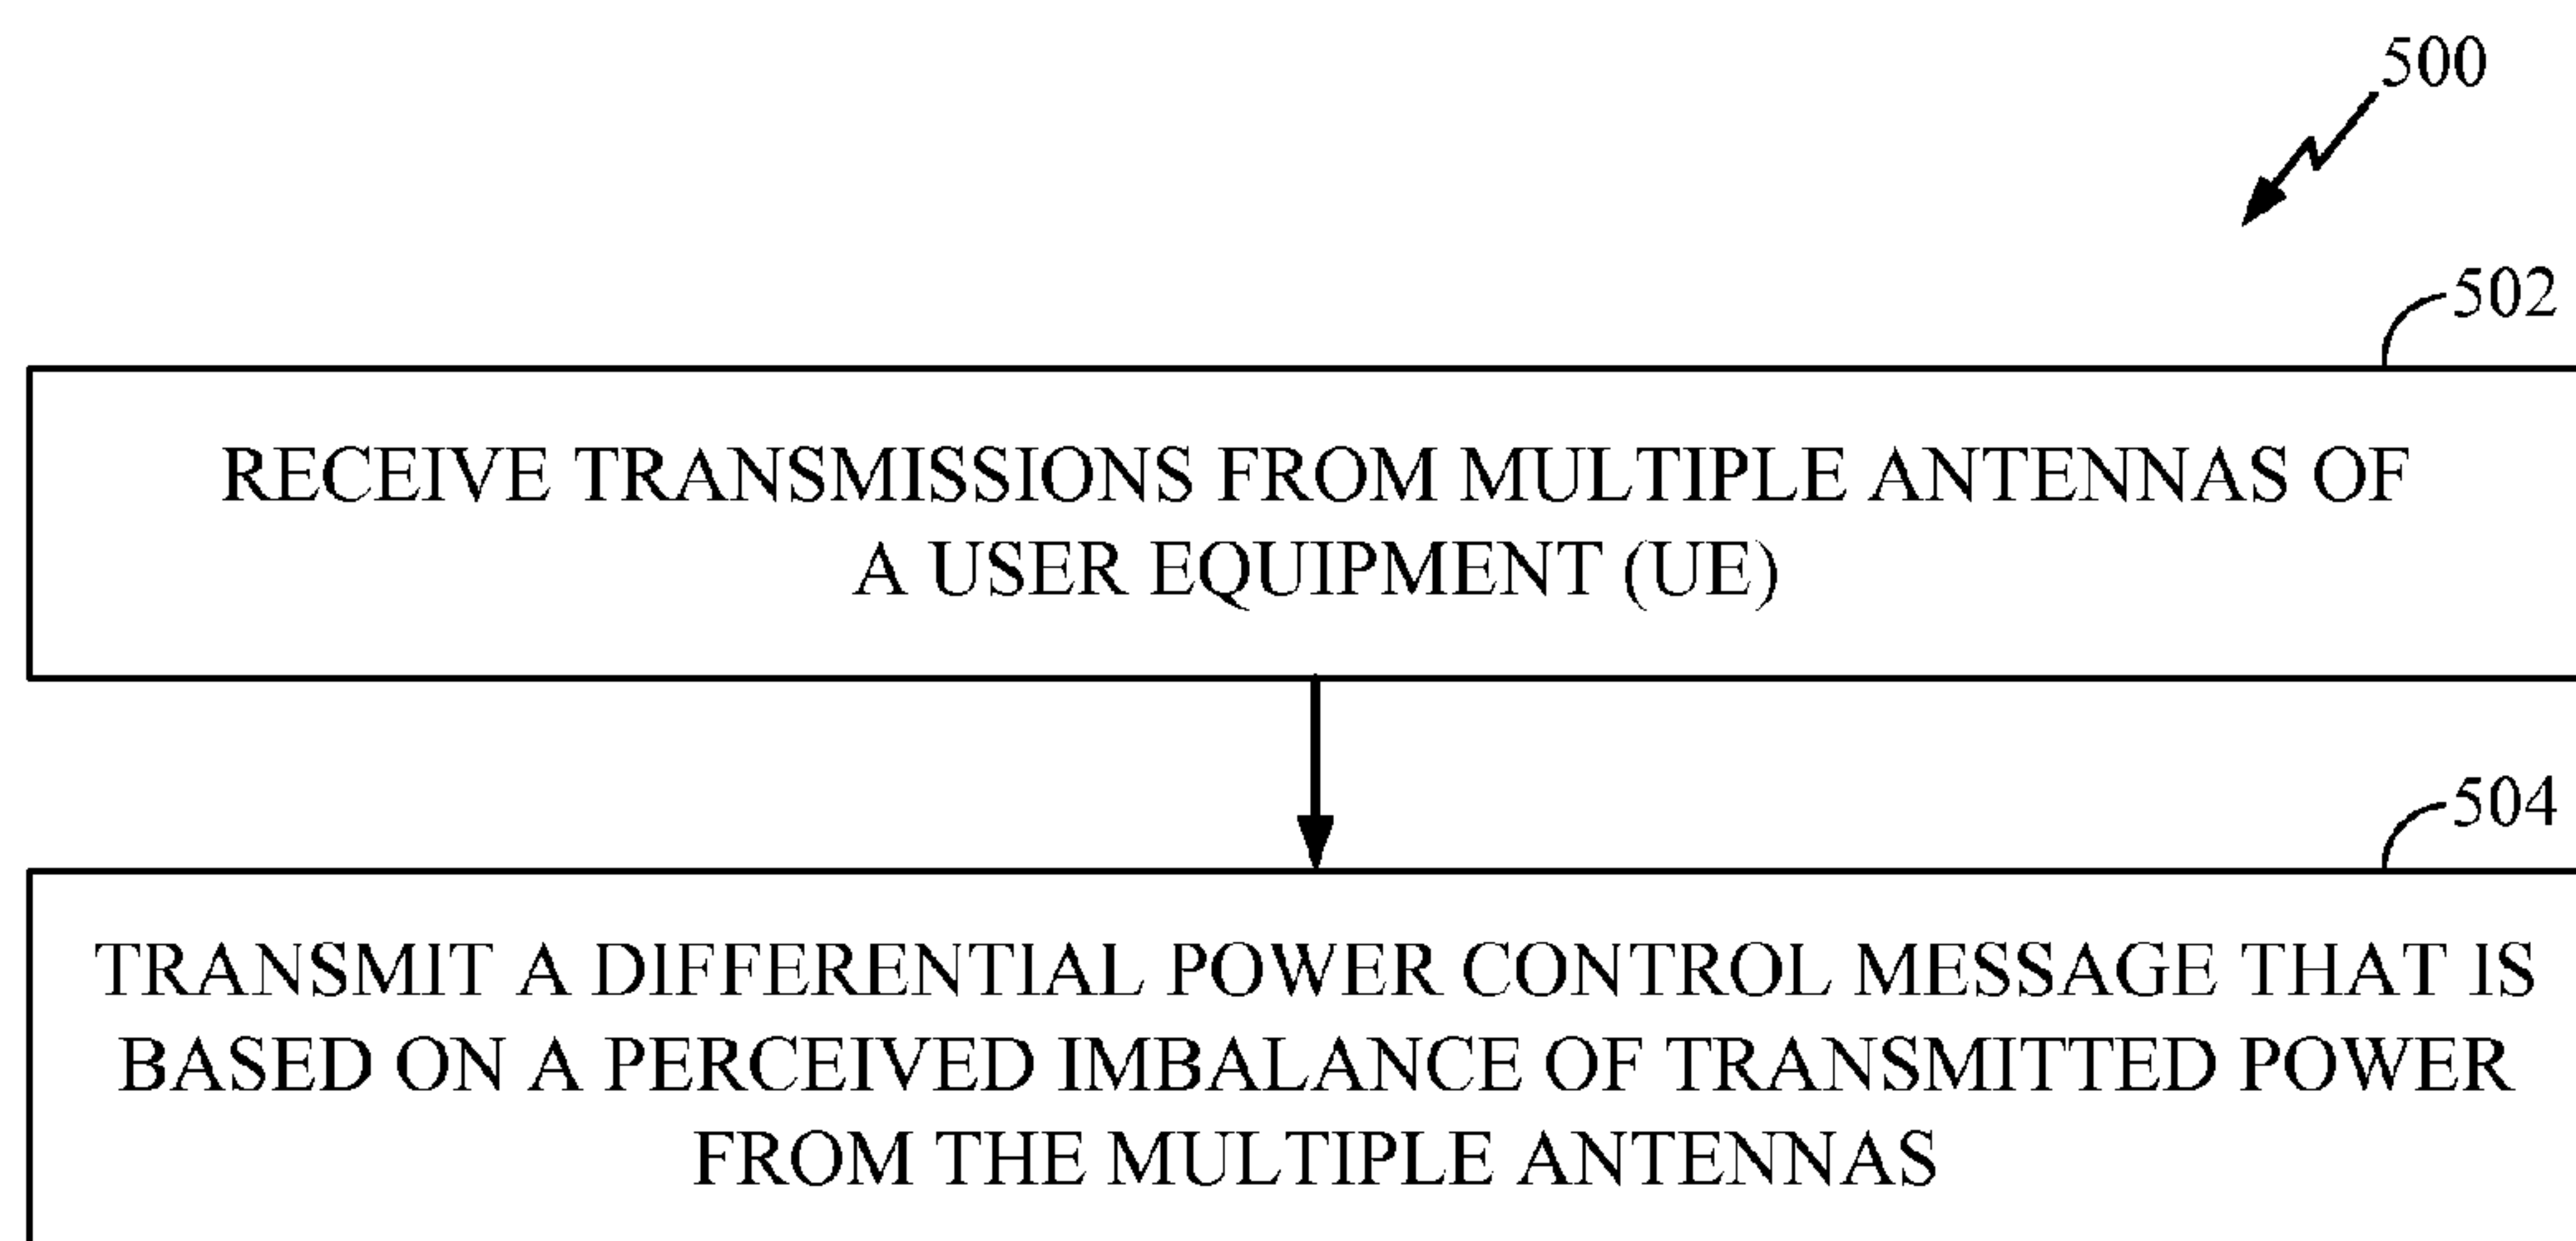 500
502
RECEIVE TRANSMISSIONS FROM MULTIPLE ANTENNAS OF
A USER EQUIPMENT (UE)
504
TRANSMIT A DIFFERENTIAL POWER CONTROL MESSAGE THAT IS
BASED ON A PERCEIVED IMBALANCE OF TRANSMITTED POWER
FROM THE MULTIPLE ANTENNAS